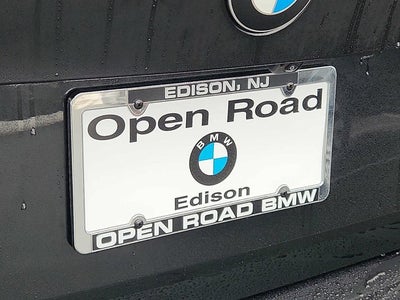 EDISON, NJ
Open Road
BMW
Edison
OPEN ROAD BMW